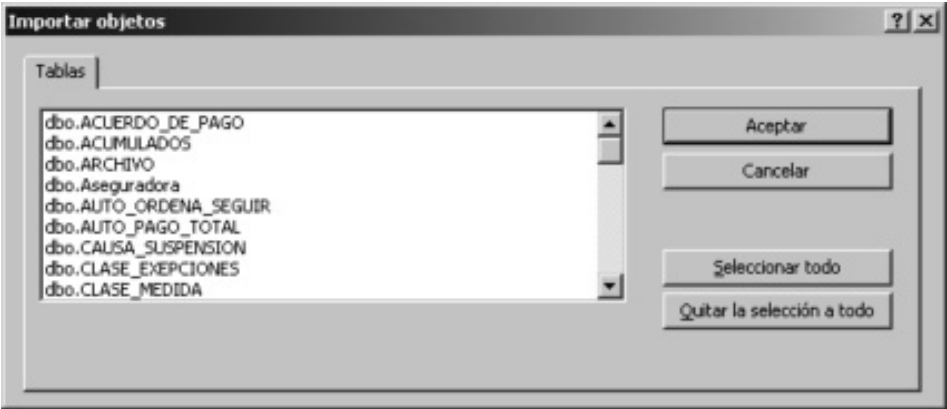 Importar objetos
Tablas
dbo.ACUERDO_DE_PAGO
dbo.ACUMULADOS
dbo.ARCHIVO
dbo.Aseguradora
dbo.AUTO_ORDENA_SEGUIR
dbo.AUTO_PAGO_TOTAL
dbo.CAUSA_SUSPENSION
dbo.CLASE_EXEPCIONES
dbo.CLASE_MEDIDA
Aceptar
Cancelar
Seleccionar todo
Quitar la selección a todo